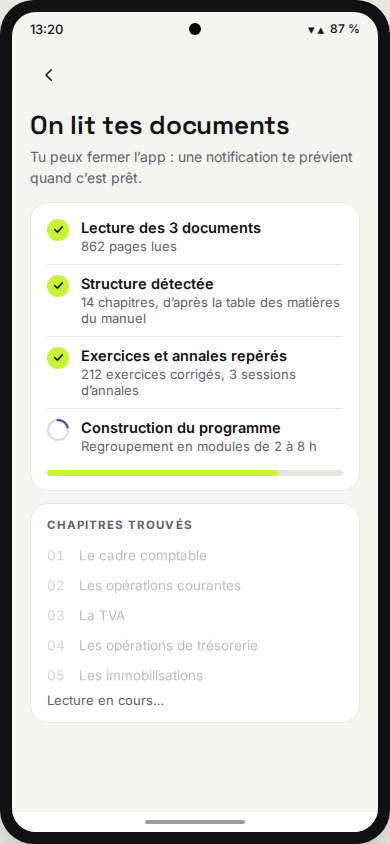 13:20
87 %
On lit tes documents
Tu peux fermer l’app : une notification te prévient
quand c’est prêt.
Lecture des 3 documents
862 pages lues
Structure détectée
14 chapitres, d’après la table des matières
du manuel
Exercices et annales repérés
212 exercices corrigés, 3 sessions
d’annales
Construction du programme
Regroupement en modules de 2 à 8 h
CHAPITRES TROUVÉS
01 Le cadre comptable
02 Les opérations courantes
03 La TVA
04 Les opérations de trésorerie
05 Les immobilisations
Lecture en cours…